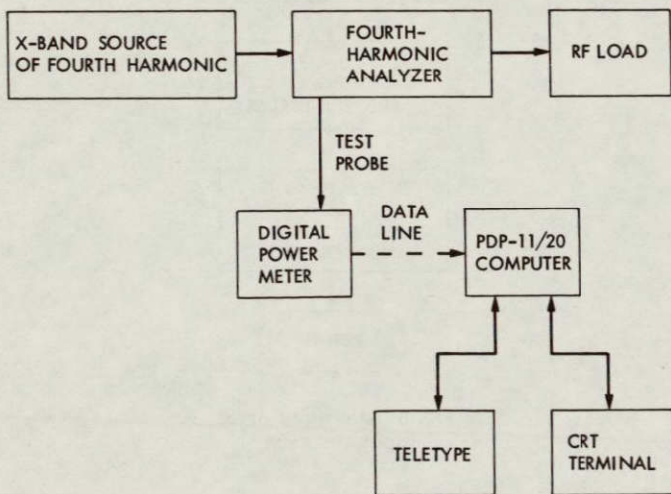 X-BAND SOURCE
OF FOURTH HARMONIC
FOURTH-
HARMONIC
ANALYZER
RF LOAD
TEST
PROBE
DIGITAL
POWER
METER
DATA
LINE
PDP-11/20
COMPUTER
TELETYPE
CRT
TERMINAL